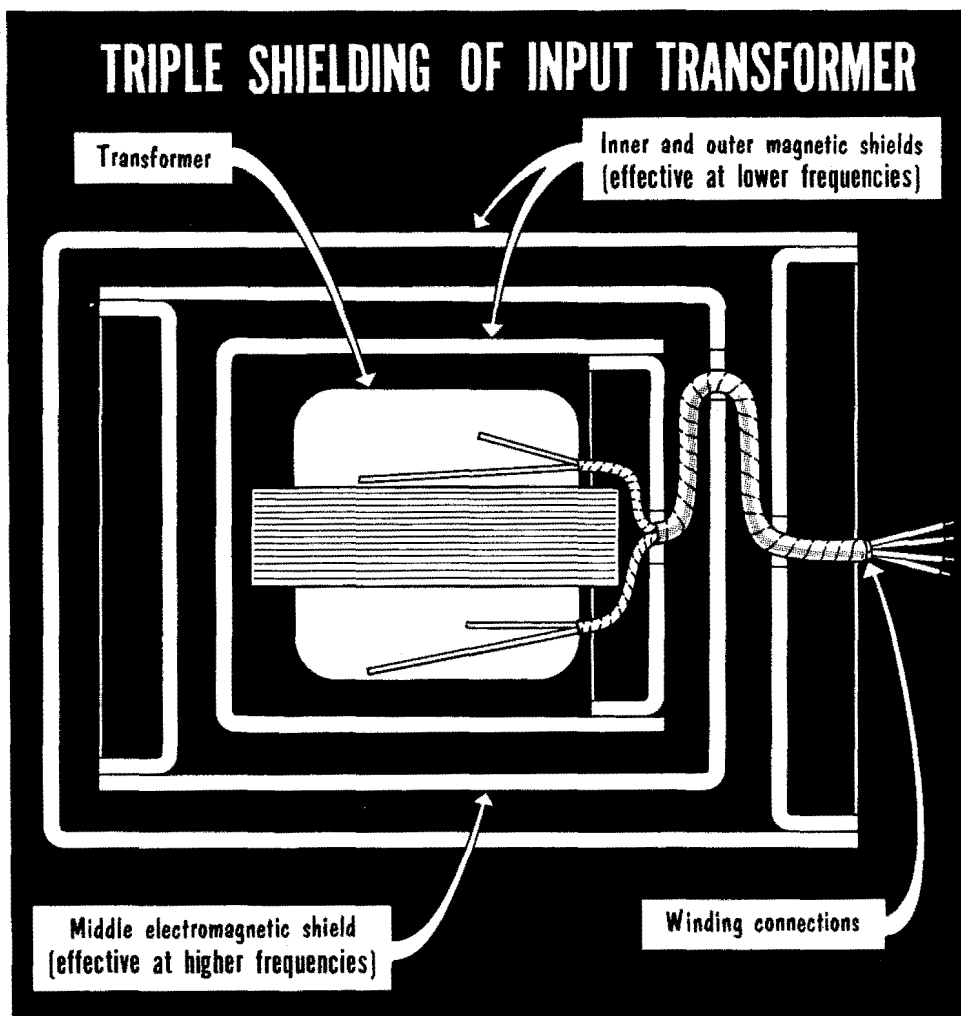 TRIPLE SHIELDING OF INPUT TRANSFORMER
Transformer
Inner and outer magnetic shields
(effective at lower frequencies)
Middle electromagnetic shield
(effective at higher frequencies)
Winding connections